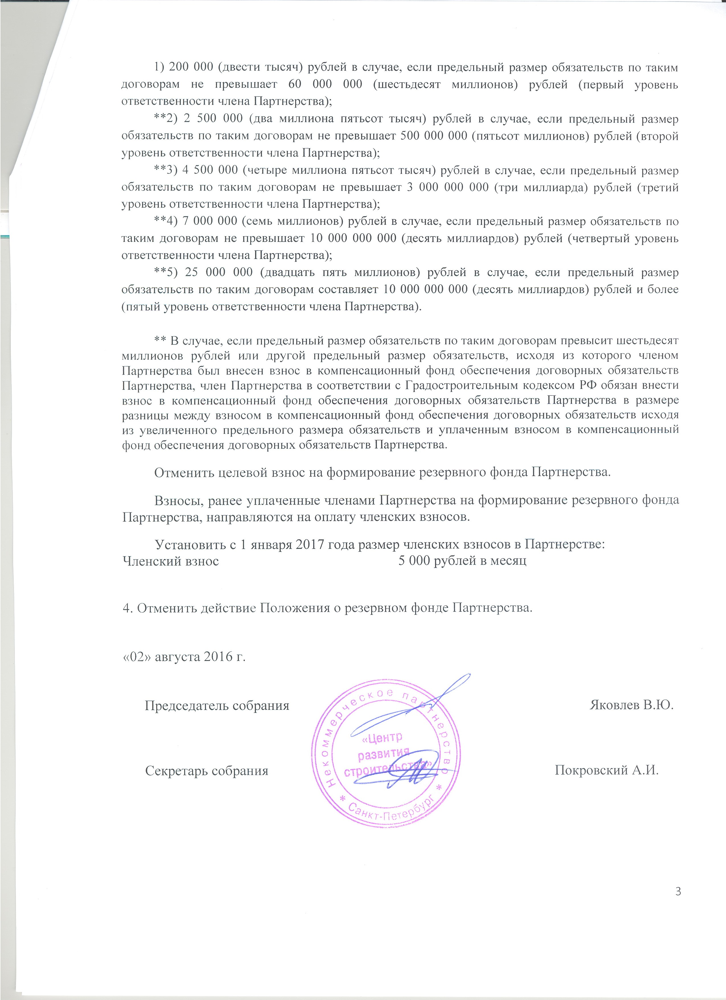 1) 200 000 (двести тысяч) рублей в случае, если предельный размер обязательств по таким
договорам не превышает 60 000 000 (шестьдесят миллионов) рублей (первый уровень
ответственности члена Партнерства);
**2) 2 500 000 (два миллиона пятьсот тысяч) рублей в случае, если предельный размер
обязательств по таким договорам не превышает 500 000 000 (пятьсот миллионов) рублей (второй
уровень ответственности члена Партнерства);
**3) 4 500 000 (четыре миллиона пятьсот тысяч) рублей в случае, если предельный размер
обязательств по таким договорам не превышает 3 000 000 000 (три миллиарда) рублей (третий
уровень ответственности члена Партнерства);
**4) 7 000 000 (семь миллионов) рублей в случае, если предельный размер обязательств по
таким договорам не превышает 10 000 000 000 (десять миллиардов) рублей (четвертый уровень
ответственности члена Партнерства);
**5) 25 000 000 (двадцать пять миллионов) рублей в случае, если предельный размер
обязательств по таким договорам составляет 10 000 000 000 (десять миллиардов) рублей и более
(пятый уровень ответственности члена Партнерства).
** В случае, если предельный размер обязательств по таким договорам превысит шестьдесят
миллионов рублей или другой предельный размер обязательств, исходя из которого членом
Партнерства был внесен взнос в компенсационный фонд обеспечения договорных обязательств
Партнерства, член Партнерства в соответствии с Градостроительным кодексом РФ обязан внести
взнос в компенсационный фонд обеспечения договорных обязательств Партнерства в размере
разницы между взносом в компенсационный фонд обеспечения договорных обязательств исходя
из увеличенного предельного размера обязательств и уплаченным взносом в компенсационный
фонд обеспечения договорных обязательств Партнерства.
Отменить целевой взнос на формирование резервного фонда Партнерства.
Взносы, ранее уплаченные членами Партнерства на формирование резервного фонда
Партнерства, направляются на оплату членских взносов.
Установить с 1 января 2017 года размер членских взносов в Партнерстве:
Членский взнос 5 000 рублей в месяц
4. Отменить действие Положения о резервном фонде Партнерства.
«02» августа 2016 г.
Председатель собрания Яковлев В.Ю.
Некоммерческое партнерство
«Центр
развития
строительства»
* Санкт-Петербург *
Секретарь собрания Покровский А.И.
3